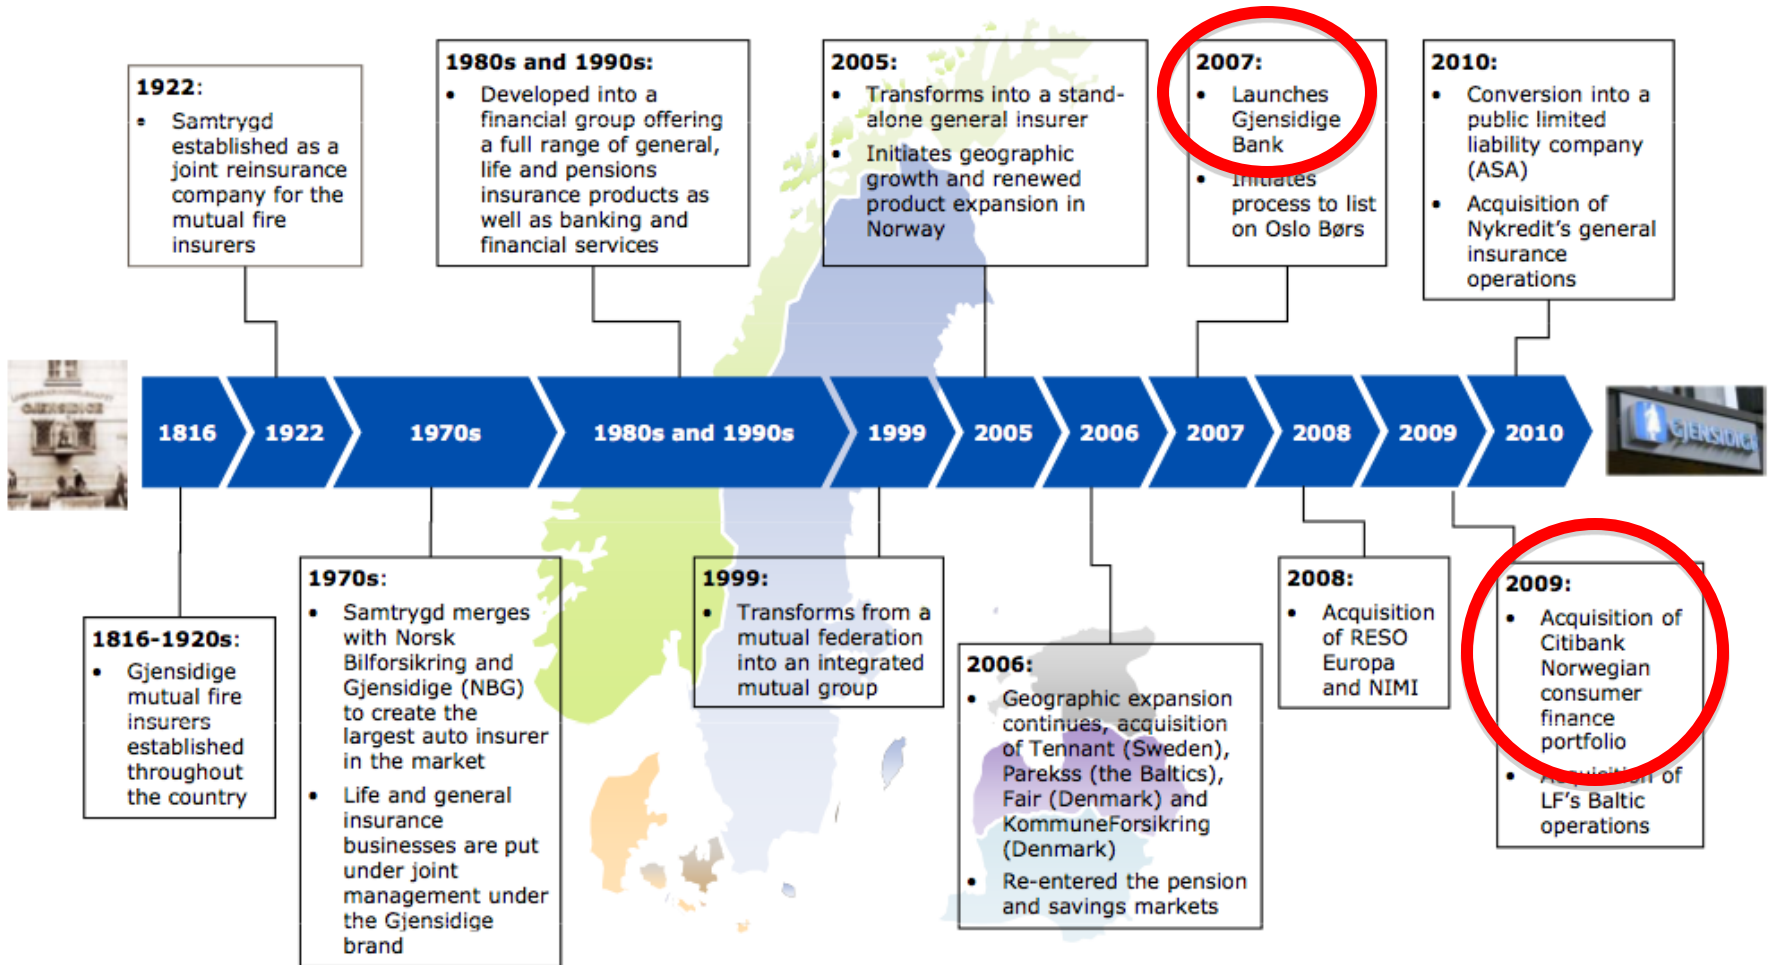 1922:
• Samtrygd
established as a
joint reinsurance
company for the
mutual fire
insurers
1980s and 1990s:
• Developed into a
financial group offering
a full range of general,
life and pensions
insurance products as
well as banking and
financial services
2005:
• Transforms into a stand-
alone general insurer
• Initiates geographic
growth and renewed
product expansion in
Norway
2007:
• Launches
Gjensidige
Bank
• Initiates
process to list
on Oslo Børs
2010:
• Conversion into a
public limited
liability company
(ASA)
• Acquisition of
Nykredit's general
insurance
operations
GJENSIDIGE
1816
1922
1970s
1980s and 1990s
1999
2005
2006
2007
2008
2009
2010
GJENSIDIGE
1816-1920s:
• Gjensidige
mutual fire
insurers
established
throughout
the country
1970s:
• Samtrygd merges
with Norsk
Bilforsikring and
Gjensidige (NBG)
to create the
largest auto insurer
in the market
• Life and general
insurance
businesses are put
under joint
management under
the Gjensidige
brand
1999:
• Transforms from a
mutual federation
into an integrated
mutual group
2006:
• Geographic expansion
continues, acquisition
of Tennant (Sweden),
Parekss (the Baltics),
Fair (Denmark) and
KommuneForsikring
(Denmark)
• Re-entered the pension
and savings markets
2008:
• Acquisition
of RESO
Europa
and NIMI
2009:
• Acquisition of
Citibank
Norwegian
consumer
finance
portfolio
• Acquisition of
LF's Baltic
operations